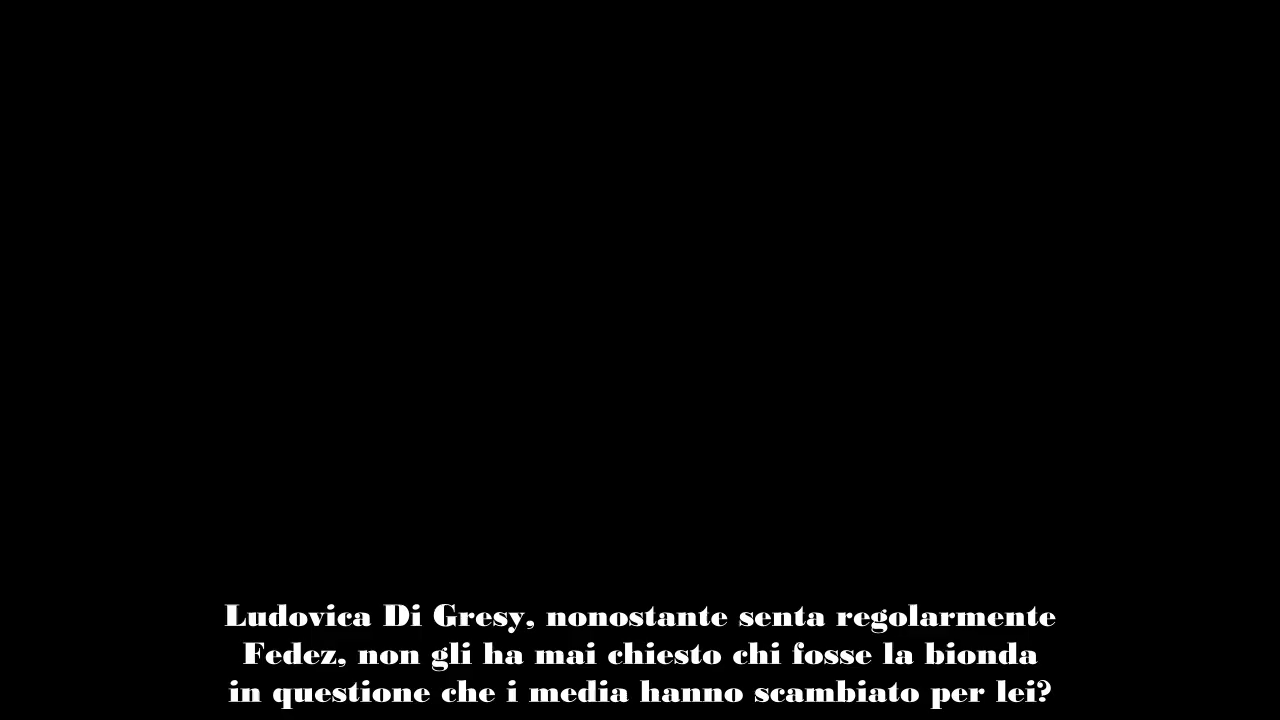 Ludovica Di Gresy, nonostante senta regolarmente
Fedez, non gli ha mai chiesto chi fosse la bionda
in questione che i media hanno scambiato per lei?